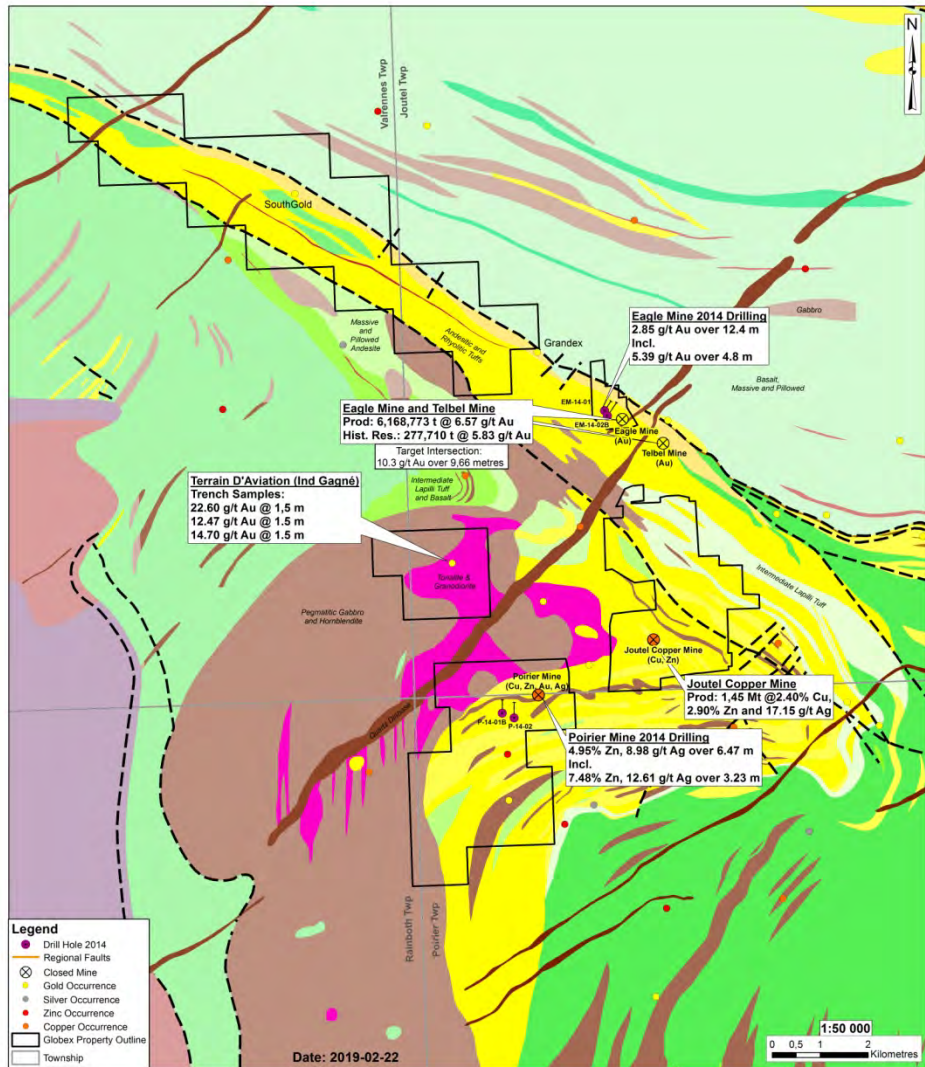 N
Valrennes Twp
Joutel Twp
SouthGold
Gabbro
Massive
and
Pillowed
Andesite
Andesitic and
Rhyolitic Tuffs
Grandex
Eagle Mine 2014 Drilling
2.85 g/t Au over 12.4 m
Incl.
5.39 g/t Au over 4.8 m
Basalt,
Massive and Pillowed
EM-14-01
EM-14-02B
Eagle Mine
(Au)
Telbel Mine
(Au)
Eagle Mine and Telbel Mine
Prod: 6,168,773 t @ 6.57 g/t Au
Hist. Res.: 277,710 t @ 5.83 g/t Au
Target Intersection:
10.3 g/t Au over 9,66 metres
Intermediate
Lapilli Tuff
and Basalt
Terrain D'Aviation (Ind Gagné)
Trench Samples:
22.60 g/t Au @ 1,5 m
12.47 g/t Au @ 1.5 m
14.70 g/t Au @ 1.5 m
Tonalite &
Granodiorite
Intermediate Lapilli Tuff
Pegmatitic Gabbro
and Hornblendite
Joutel Copper Mine
(Cu, Zn)
Poirier Mine
(Cu, Zn, Au, Ag)
Joutel Copper Mine
Prod: 1,45 Mt @2.40% Cu,
2.90% Zn and 17.15 g/t Ag
P-14-01B
P-14-02
Quartz Diabase
Poirier Mine 2014 Drilling
4.95% Zn, 8.98 g/t Ag over 6.47 m
Incl.
7.48% Zn, 12.61 g/t Ag over 3.23 m
Rainboth Twp
Poirier Twp
Legend
Drill Hole 2014
Regional Faults
Closed Mine
Gold Occurrence
Silver Occurrence
Zinc Occurrence
Copper Occurrence
Globex Property Outline
Township
Date: 2019-02-22
1:50 000
0 0,5 1 2
Kilometres